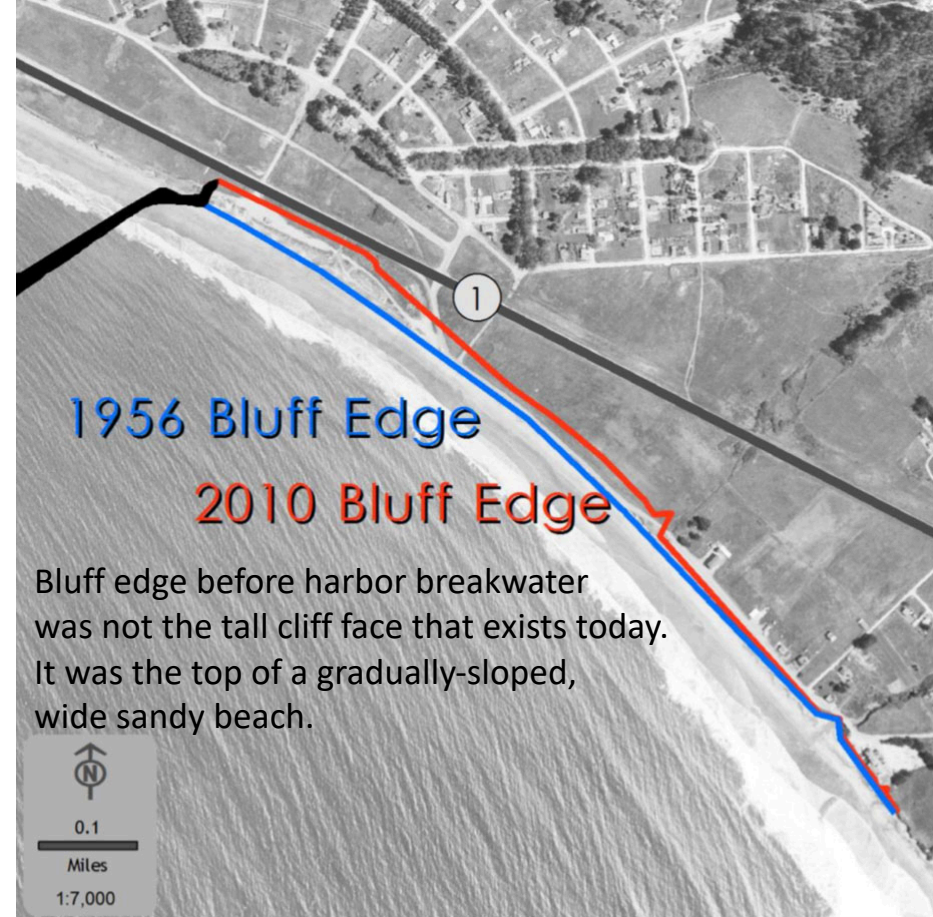 1
1956 Bluff Edge
2010 Bluff Edge
Bluff edge before harbor breakwater
was not the tall cliff face that exists today.
It was the top of a gradually-sloped,
wide sandy beach.
N
0.1
Miles
1:7,000